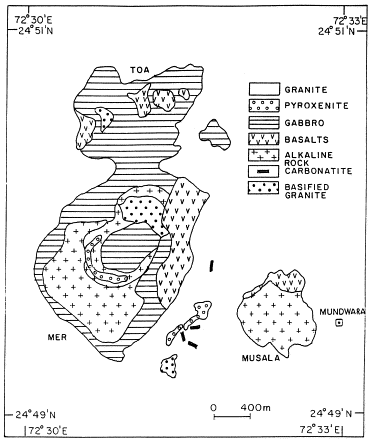 72°30'E 72°33'E
24°51'N 24°51'N
TOA
GRANITE
PYROXENITE
GABBRO
BASALTS
ALKALINE
ROCK
CARBONATITE
BASIFIED
GRANITE
MUNDWARA
MER
MUSALA
0 400m
24°49'N 24°49'N
72°30'E 72°33'E